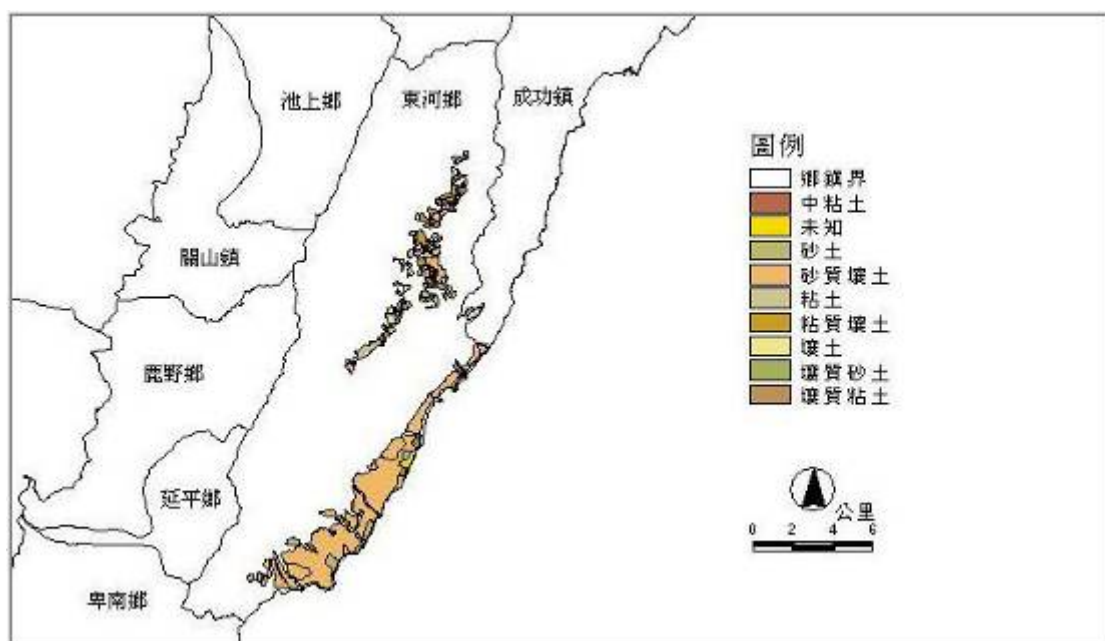 池上鄉
東河鄉
成功鎮
關山鎮
鹿野鄉
延平鄉
卑南鄉
圖例
鄉鎮界
中粘土
未知
砂土
砂質壤土
粘土
粘質壤土
壤土
壤質砂土
壤質粘土
公里
0 2 4 6